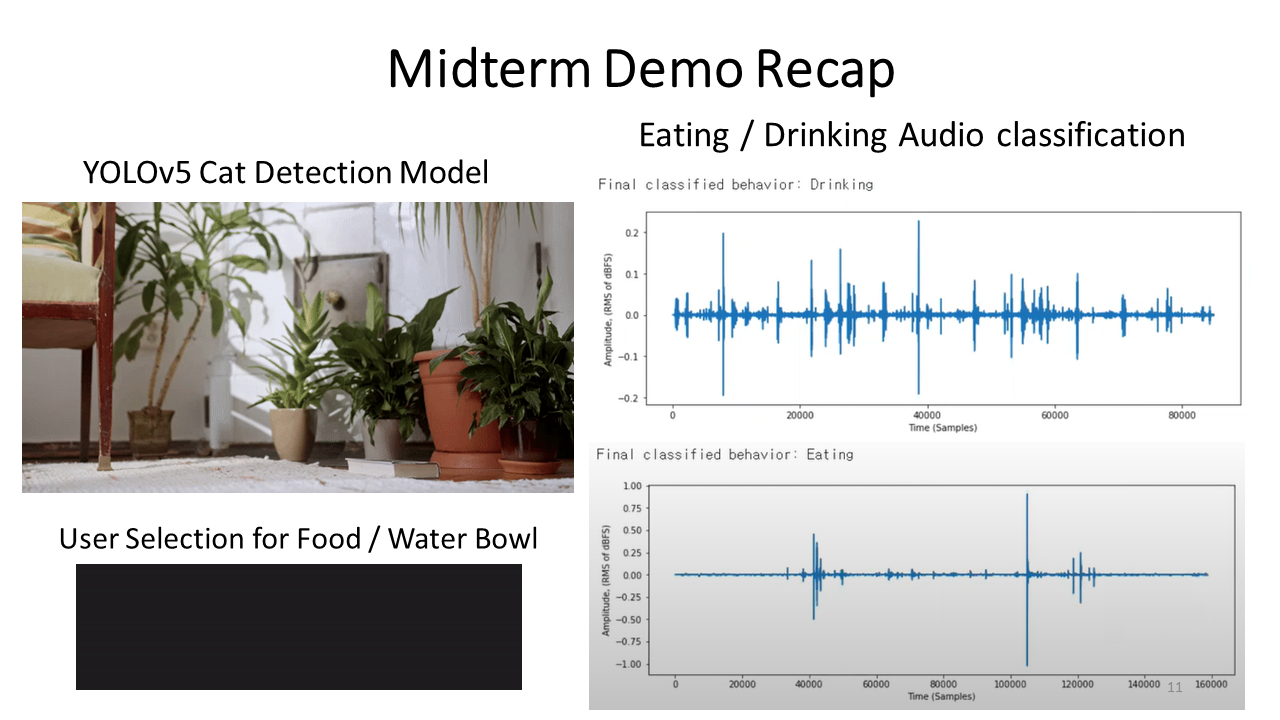 Midterm Demo Recap
YOLOv5 Cat Detection Model
User Selection for Food / Water Bowl
Eating / Drinking Audio classification
Final classified behavior: Drinking
Amplitude, (RMS of dBFS)
0.2
0.1
0.0
−0.1
−0.2
0 20000 40000 60000 80000
Time (Samples)
Final classified behavior: Eating
Amplitude, (RMS of dBFS)
1.00
0.75
0.50
0.25
0.00
−0.25
−0.50
−0.75
−1.00
0 20000 40000 60000 80000 100000 120000 140000 160000
Time (Samples)
11